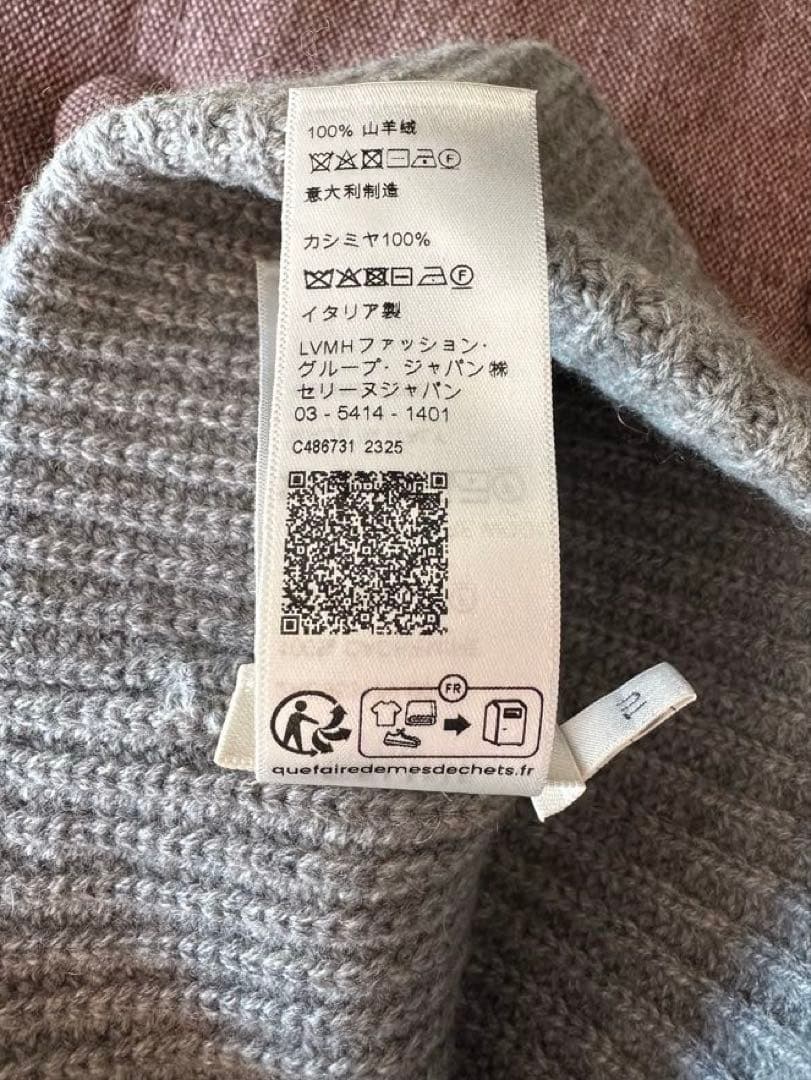 100% 山羊绒
F
意大利制造
カシミヤ100%
F
イタリア製
LVMHファッション・
グループ・ジャパン㈱
セリーヌジャパン
03 - 5414 - 1401
C486731 2325
FR
quefairedemesdechets.fr